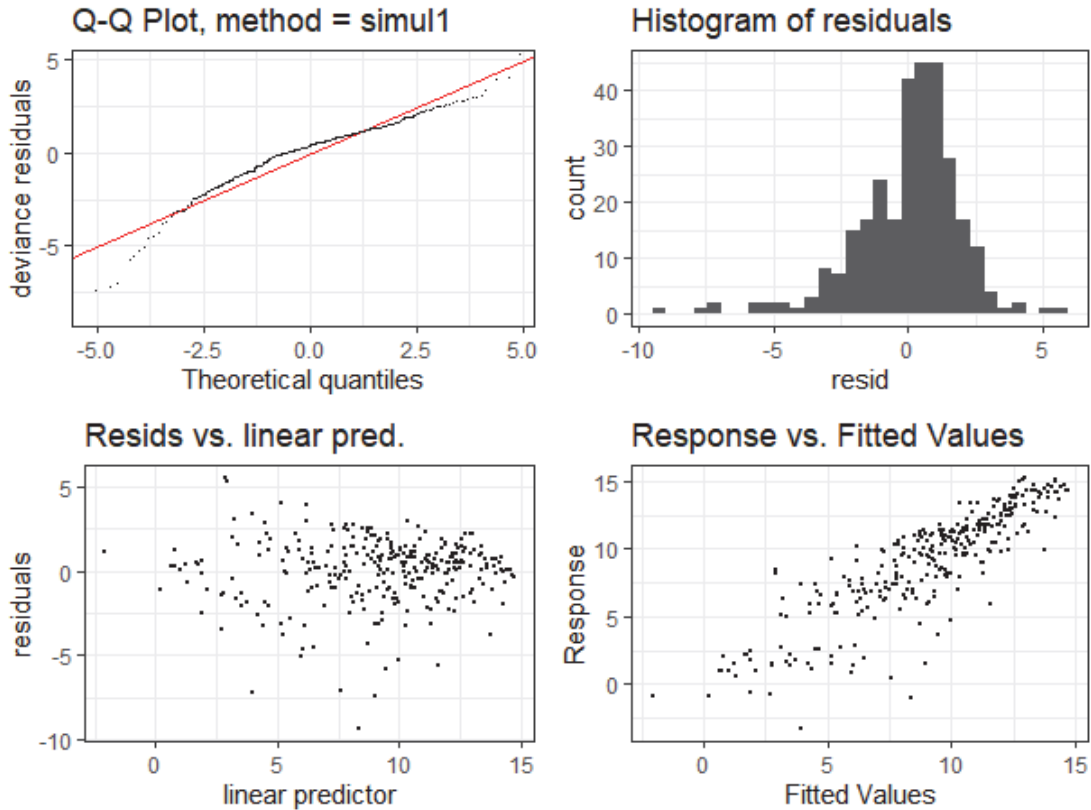 Q-Q Plot, method = simul1
deviance residuals
5
0
-5
-5.0
-2.5
0.0
2.5
5.0
Theoretical quantiles
Histogram of residuals
count
40
30
20
10
0
-10
-5
0
5
resid
Resids vs. linear pred.
residuals
5
0
-5
-10
0
5
10
15
linear predictor
Response vs. Fitted Values
Response
15
10
5
0
0
5
10
15
Fitted Values